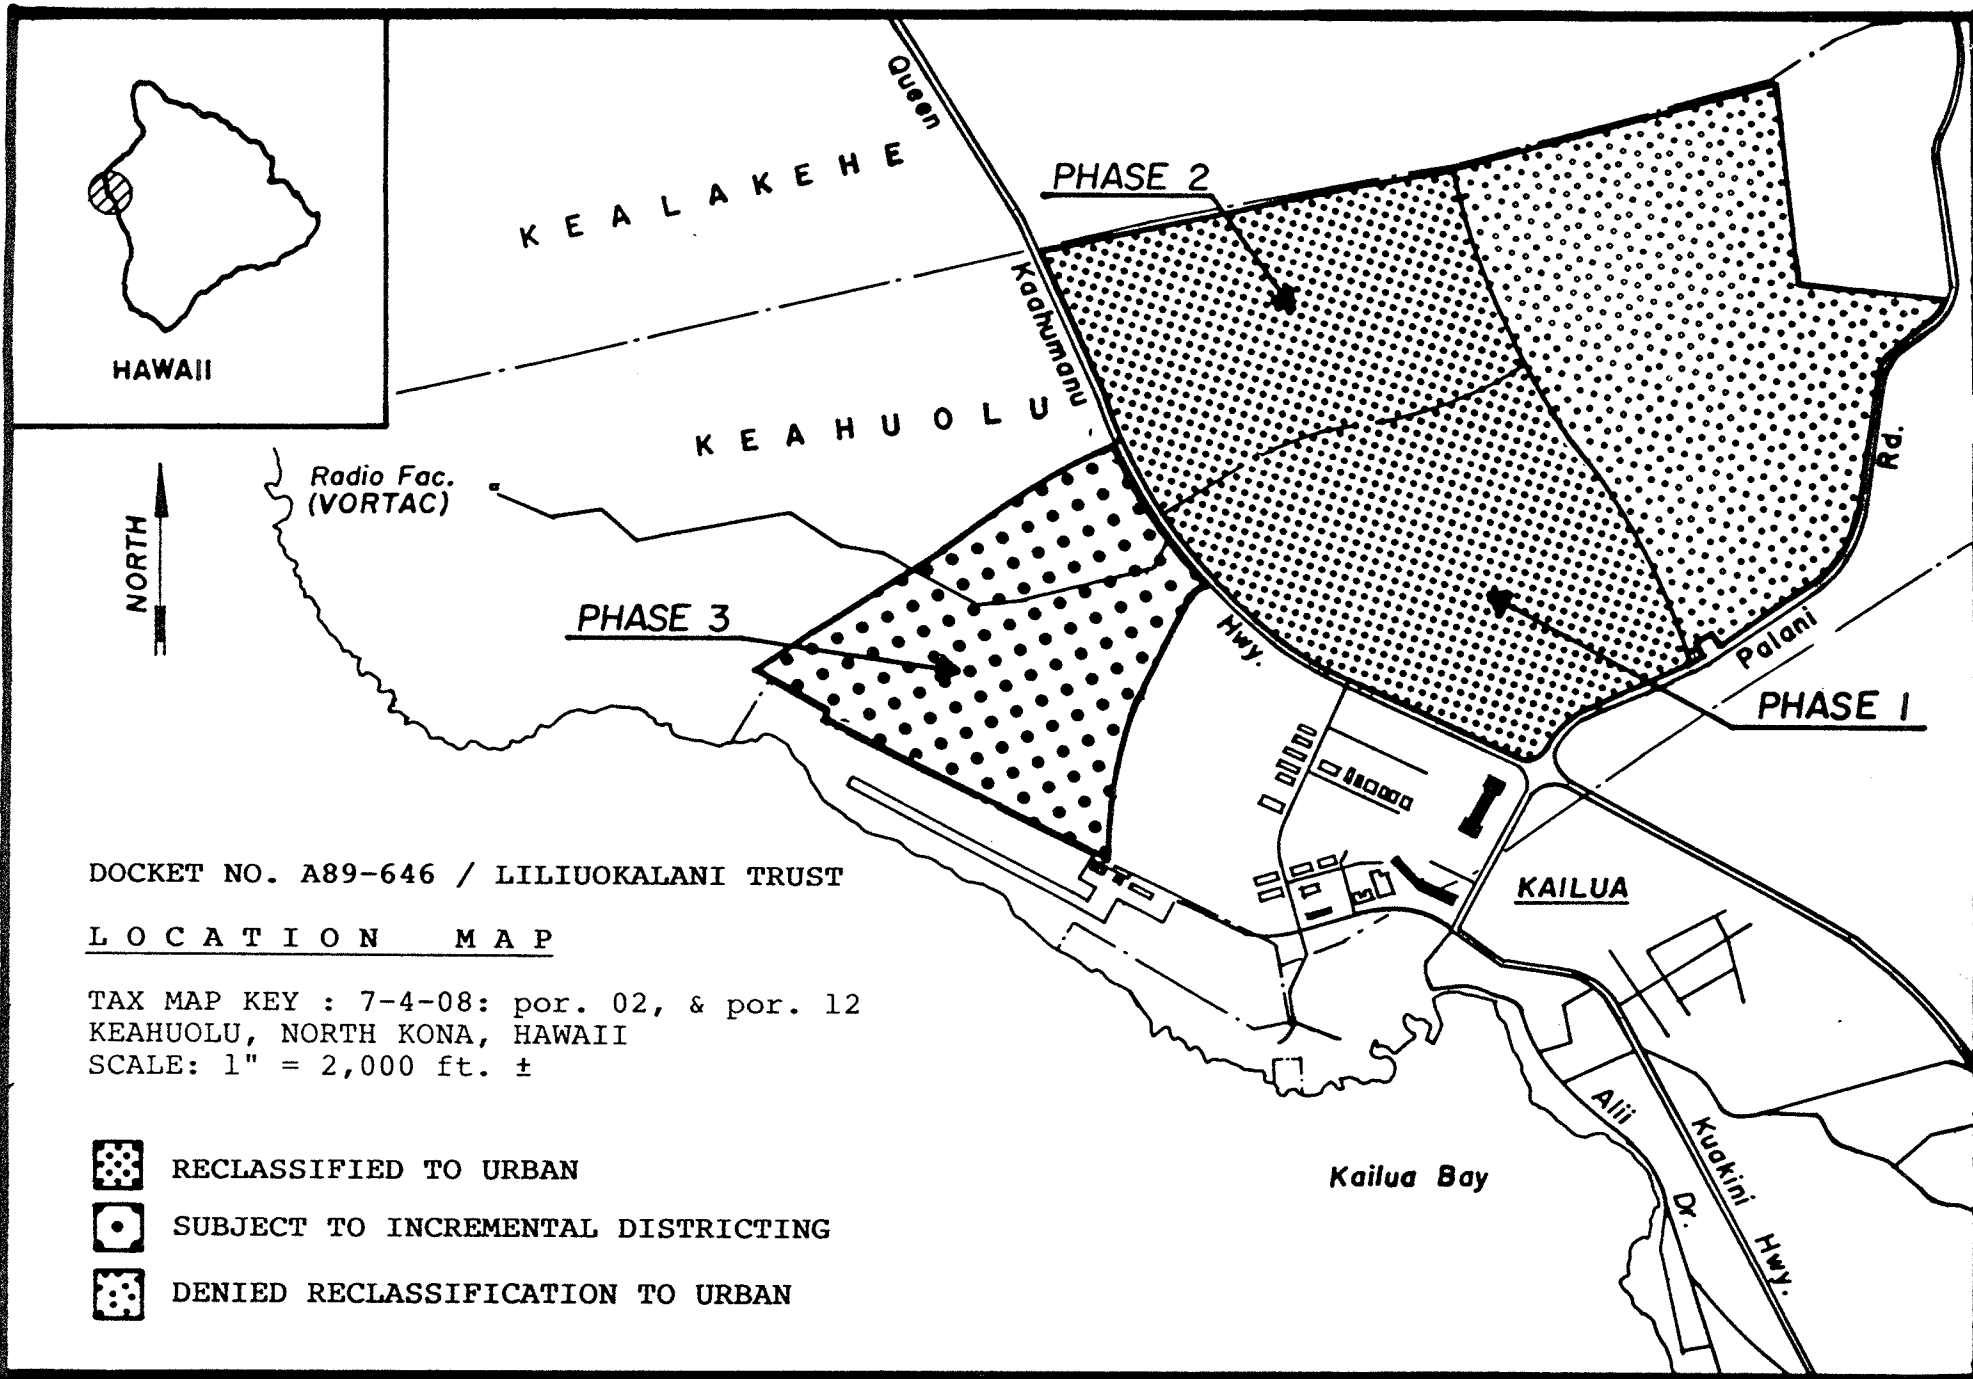 HAWAII
NORTH
Queen
Kaahumanu
Hwy.
KEALAKEHE
KEAHUOLU
PHASE 2
Radio Fac.
(VORTAC)
PHASE 3
PHASE 1
Rd.
Palani
KAILUA
Kailua Bay
Alii
Dr.
Kuakini
Hwy.
DOCKET NO. A89-646 / LILIUOKALANI TRUST
LOCATION MAP
TAX MAP KEY : 7-4-08: por. 02, & por. 12
KEAHUOLU, NORTH KONA, HAWAII
SCALE: 1" = 2,000 ft. ±
RECLASSIFIED TO URBAN
SUBJECT TO INCREMENTAL DISTRICTING
DENIED RECLASSIFICATION TO URBAN